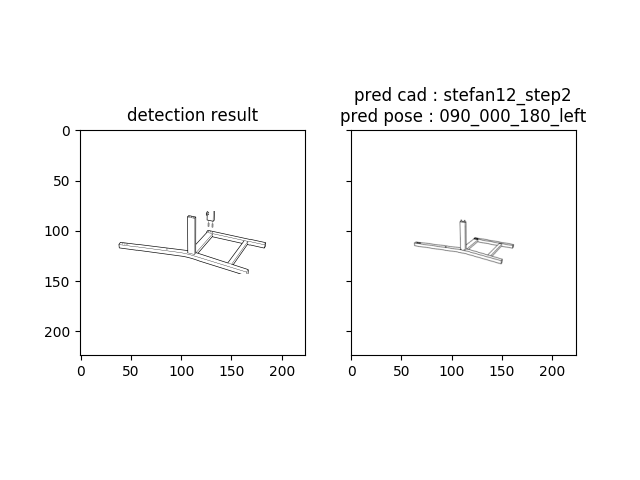 detection result
pred cad : stefan12_step2
pred pose : 090_000_180_left
0
50
100
150
200
0 50 100 150 200
0 50 100 150 200